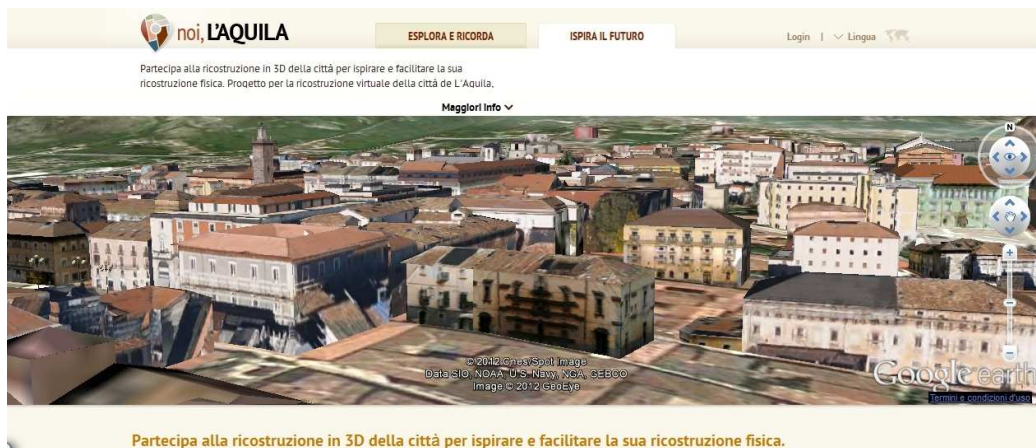 noi, L'AQUILA
ESPLORA E RICORDA
ISPIRA IL FUTURO
Login | Lingua
Partecipa alla ricostruzione in 3D della città per ispirare e facilitare la sua
ricostruzione fisica. Progetto per la ricostruzione virtuale della città de L'Aquila,
Maggiori info
N
© 2012 Cnes/Spot Image
Data SIO, NOAA, U.S. Navy, NGA, GEBCO
Image © 2012 GeoEye
Google earth
Termini e condizioni d'uso
Partecipa alla ricostruzione in 3D della città per ispirare e facilitare la sua ricostruzione fisica.